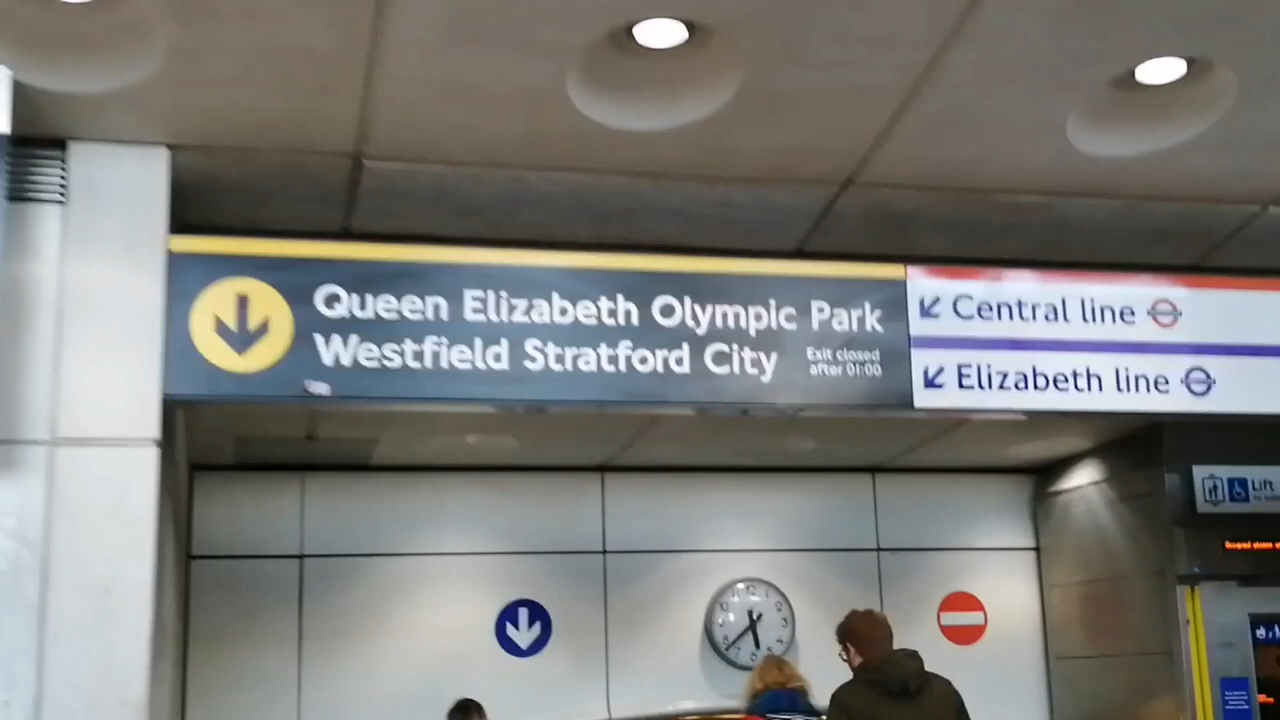 Queen Elizabeth Olympic Park
Westfield Stratford City
Exit closed
after 01:00
Central line
Elizabeth line
Lift